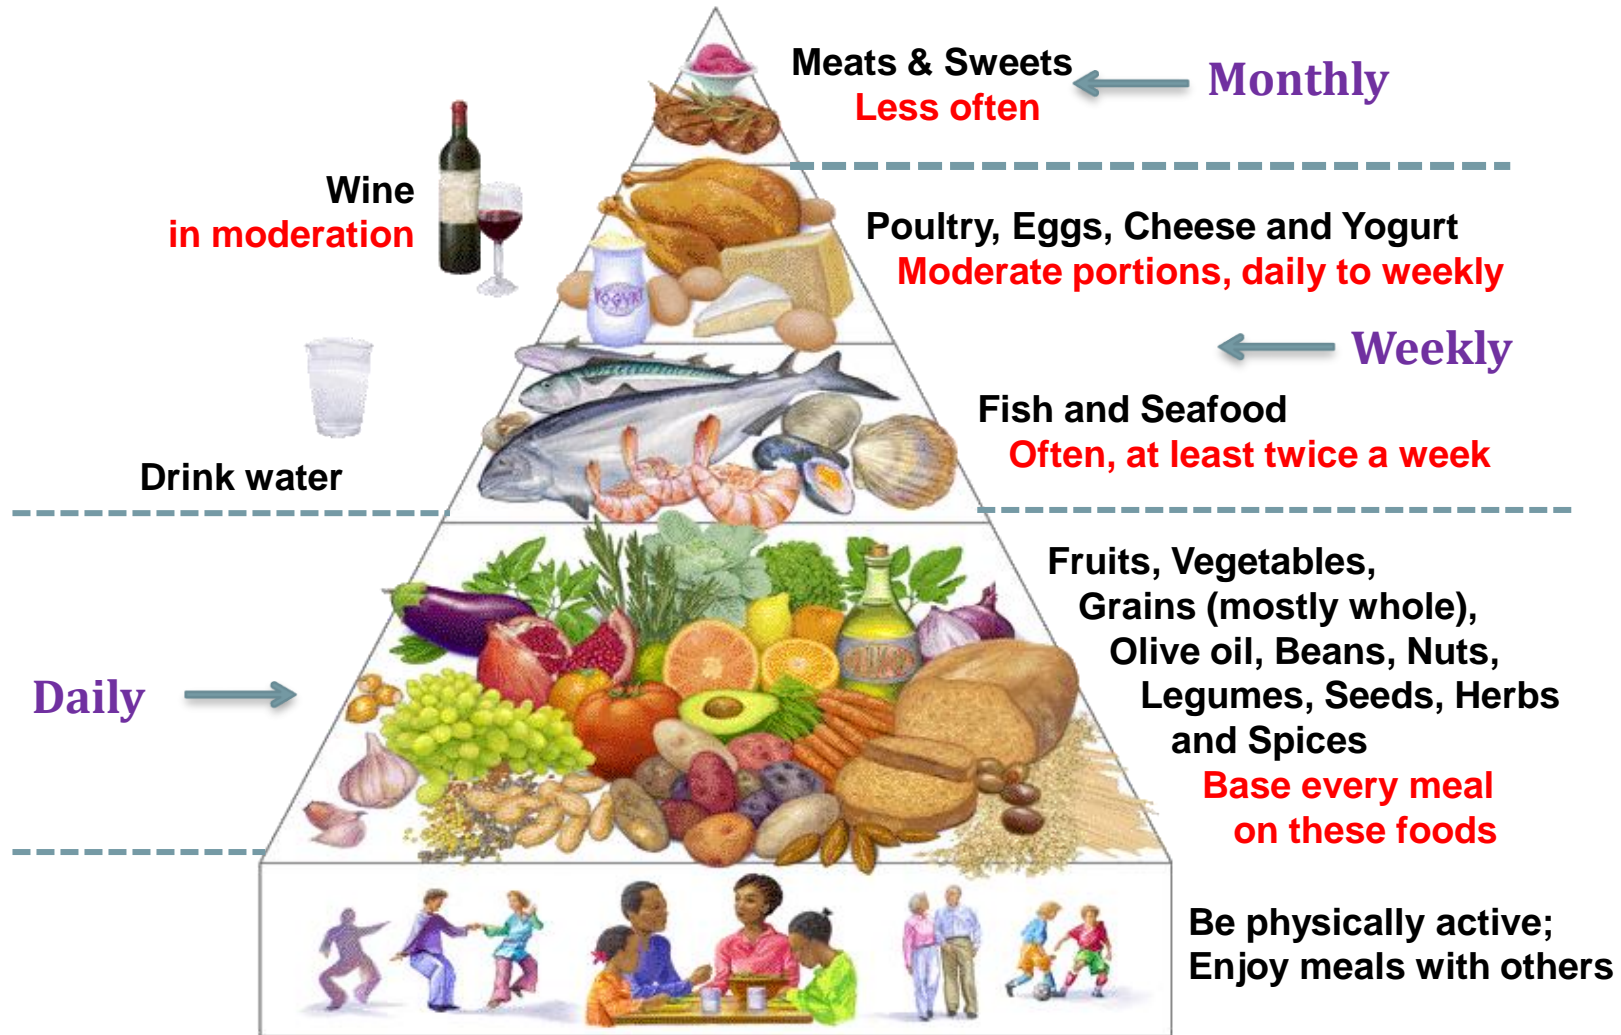 Meats & Sweets
Less often
Monthly
Wine
in moderation
Poultry, Eggs, Cheese and Yogurt
Moderate portions, daily to weekly
YOGURT
Weekly
Fish and Seafood
Often, at least twice a week
Drink water
Fruits, Vegetables,
Grains (mostly whole),
Olive oil, Beans, Nuts,
Legumes, Seeds, Herbs
and Spices
Base every meal
on these foods
Daily
Be physically active;
Enjoy meals with others